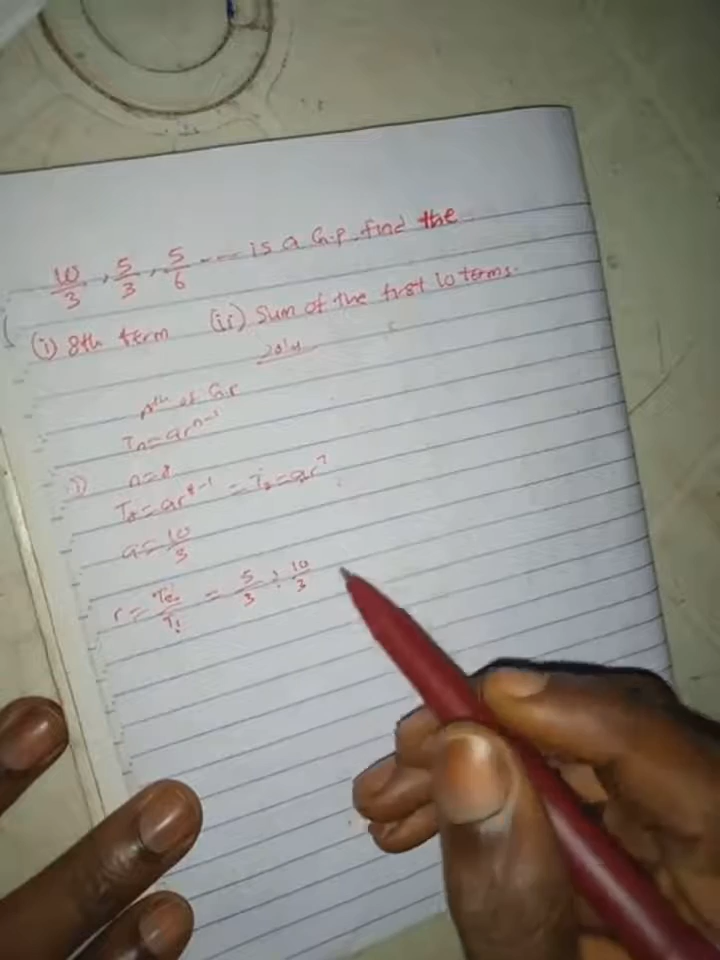 10/3, 5/3, 5/6 --- is a G.P. find the
(i) 8th term (ii) Sum of the first 10 terms.
Soln
nth of G.P
Tn = ar^n-1
i) n=8
T8 = ar^8-1 = T8 = ar^7
a = 10/3
r = T2/T1 = 5/3 ÷ 10/3